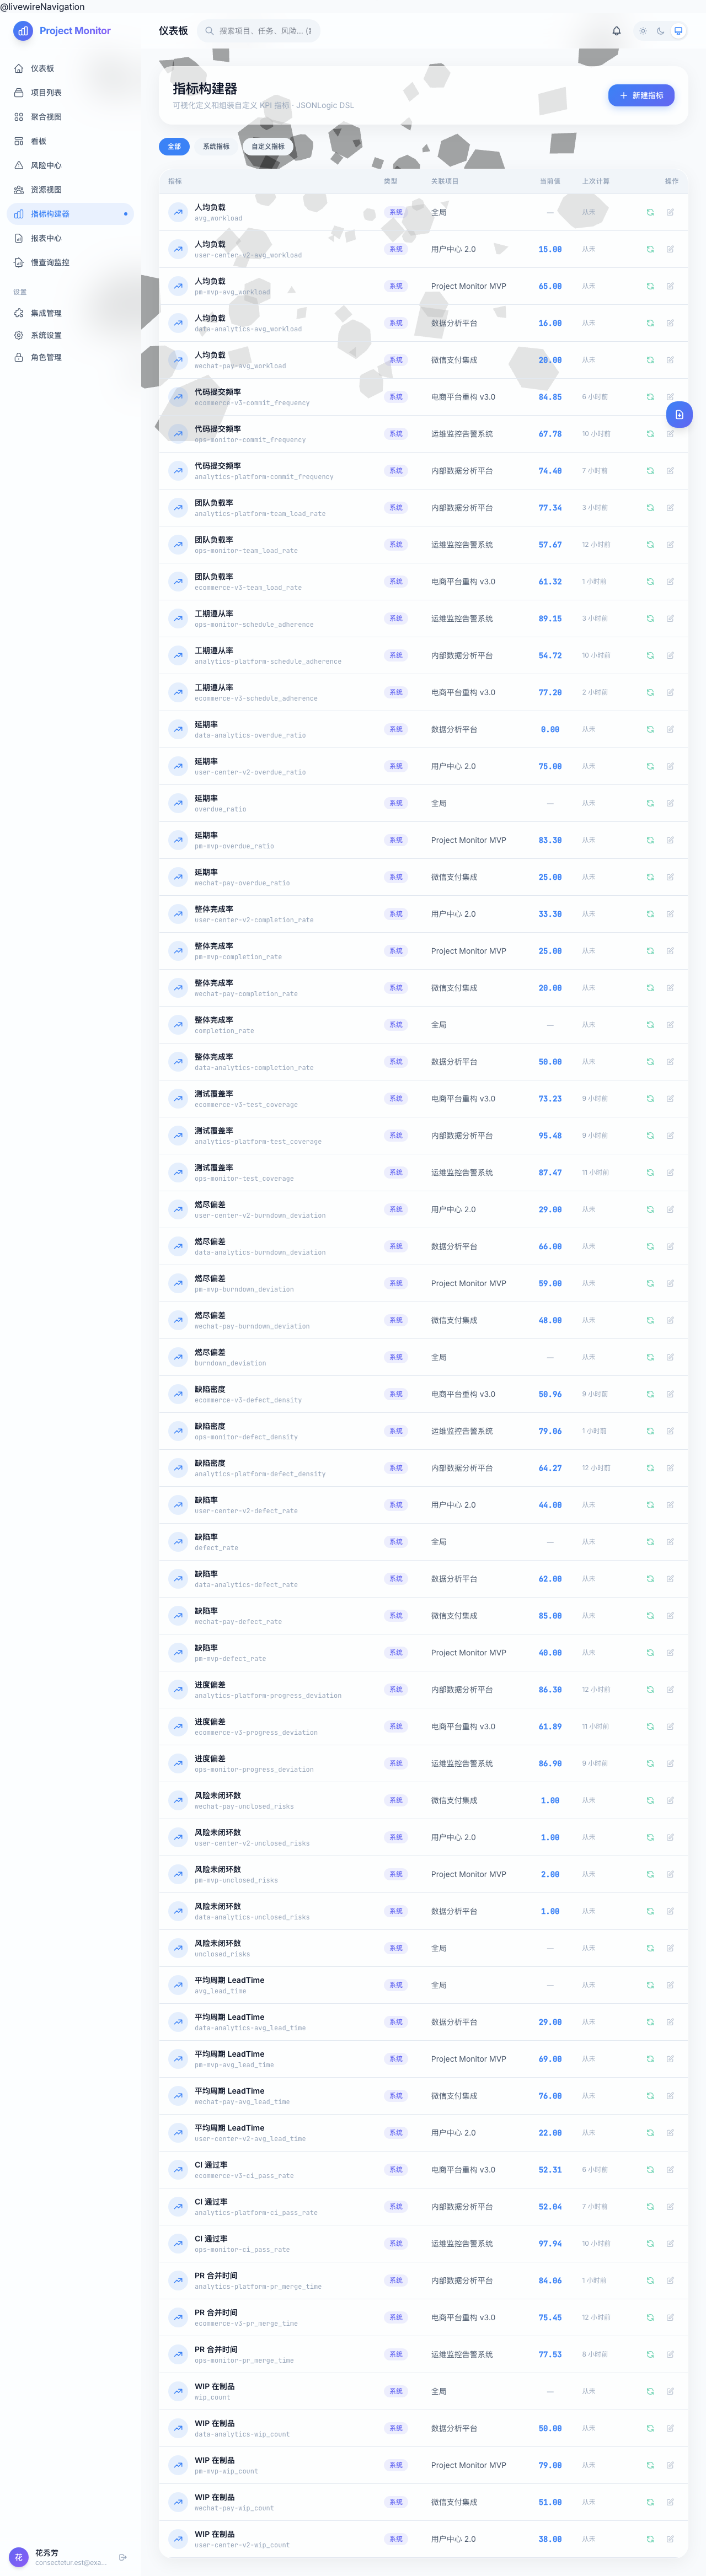 @livewireNavigation
Project Monitor
仪表板
搜索项目、任务、风险...
仪表板
项目列表
聚合视图
看板
风险中心
资源视图
指标构建器
报表中心
慢查询监控
设置
集成管理
系统设置
角色管理
指标构建器
可视化定义和组装自定义 KPI 指标 · JSONLogic DSL
新建指标
全部 系统指标 自定义指标
指标 类型 关联项目 当前值 上次计算 操作
人均负载
avg_workload
系统 全局 — 从未
人均负载
user-center-v2-avg_workload
系统 用户中心 2.0 15.00 从未
人均负载
pm-mvp-avg_workload
系统 Project Monitor MVP 65.00 从未
人均负载
data-analytics-avg_workload
系统 数据分析平台 16.00 从未
人均负载
wechat-pay-avg_workload
系统 微信支付集成 20.00 从未
代码提交频率
ecommerce-v3-commit_frequency
系统 电商平台重构 v3.0 84.85 6 小时前
代码提交频率
ops-monitor-commit_frequency
系统 运维监控告警系统 67.78 10 小时前
代码提交频率
analytics-platform-commit_frequency
系统 内部数据分析平台 74.40 7 小时前
团队负载率
analytics-platform-team_load_rate
系统 内部数据分析平台 77.34 3 小时前
团队负载率
ops-monitor-team_load_rate
系统 运维监控告警系统 57.67 12 小时前
团队负载率
ecommerce-v3-team_load_rate
系统 电商平台重构 v3.0 61.32 1 小时前
工期遵从率
ops-monitor-schedule_adherence
系统 运维监控告警系统 89.15 3 小时前
工期遵从率
analytics-platform-schedule_adherence
系统 内部数据分析平台 54.72 10 小时前
工期遵从率
ecommerce-v3-schedule_adherence
系统 电商平台重构 v3.0 77.20 2 小时前
延期率
data-analytics-overdue_ratio
系统 数据分析平台 0.00 从未
延期率
user-center-v2-overdue_ratio
系统 用户中心 2.0 75.00 从未
延期率
overdue_ratio
系统 全局 — 从未
延期率
pm-mvp-overdue_ratio
系统 Project Monitor MVP 83.30 从未
延期率
wechat-pay-overdue_ratio
系统 微信支付集成 25.00 从未
整体完成率
user-center-v2-completion_rate
系统 用户中心 2.0 33.30 从未
整体完成率
pm-mvp-completion_rate
系统 Project Monitor MVP 25.00 从未
整体完成率
wechat-pay-completion_rate
系统 微信支付集成 20.00 从未
整体完成率
completion_rate
系统 全局 — 从未
整体完成率
data-analytics-completion_rate
系统 数据分析平台 50.00 从未
测试覆盖率
ecommerce-v3-test_coverage
系统 电商平台重构 v3.0 73.23 9 小时前
测试覆盖率
analytics-platform-test_coverage
系统 内部数据分析平台 95.48 9 小时前
测试覆盖率
ops-monitor-test_coverage
系统 运维监控告警系统 87.47 11 小时前
燃尽偏差
user-center-v2-burndown_deviation
系统 用户中心 2.0 29.00 从未
燃尽偏差
data-analytics-burndown_deviation
系统 数据分析平台 66.00 从未
燃尽偏差
pm-mvp-burndown_deviation
系统 Project Monitor MVP 59.00 从未
燃尽偏差
wechat-pay-burndown_deviation
系统 微信支付集成 48.00 从未
燃尽偏差
burndown_deviation
系统 全局 — 从未
缺陷密度
ecommerce-v3-defect_density
系统 电商平台重构 v3.0 50.96 9 小时前
缺陷密度
ops-monitor-defect_density
系统 运维监控告警系统 79.06 1 小时前
缺陷密度
analytics-platform-defect_density
系统 内部数据分析平台 64.27 12 小时前
缺陷率
user-center-v2-defect_rate
系统 用户中心 2.0 44.00 从未
缺陷率
defect_rate
系统 全局 — 从未
缺陷率
data-analytics-defect_rate
系统 数据分析平台 62.00 从未
缺陷率
wechat-pay-defect_rate
系统 微信支付集成 85.00 从未
缺陷率
pm-mvp-defect_rate
系统 Project Monitor MVP 40.00 从未
进度偏差
analytics-platform-progress_deviation
系统 内部数据分析平台 86.30 12 小时前
进度偏差
ecommerce-v3-progress_deviation
系统 电商平台重构 v3.0 61.89 11 小时前
进度偏差
ops-monitor-progress_deviation
系统 运维监控告警系统 86.90 9 小时前
风险未闭环数
wechat-pay-unclosed_risks
系统 微信支付集成 1.00 从未
风险未闭环数
user-center-v2-unclosed_risks
系统 用户中心 2.0 1.00 从未
风险未闭环数
pm-mvp-unclosed_risks
系统 Project Monitor MVP 2.00 从未
风险未闭环数
data-analytics-unclosed_risks
系统 数据分析平台 1.00 从未
风险未闭环数
unclosed_risks
系统 全局 — 从未
平均周期 LeadTime
avg_lead_time
系统 全局 — 从未
平均周期 LeadTime
data-analytics-avg_lead_time
系统 数据分析平台 29.00 从未
平均周期 LeadTime
pm-mvp-avg_lead_time
系统 Project Monitor MVP 69.00 从未
平均周期 LeadTime
wechat-pay-avg_lead_time
系统 微信支付集成 76.00 从未
平均周期 LeadTime
user-center-v2-avg_lead_time
系统 用户中心 2.0 22.00 从未
CI 通过率
ecommerce-v3-ci_pass_rate
系统 电商平台重构 v3.0 52.31 6 小时前
CI 通过率
analytics-platform-ci_pass_rate
系统 内部数据分析平台 52.04 7 小时前
CI 通过率
ops-monitor-ci_pass_rate
系统 运维监控告警系统 97.94 10 小时前
PR 合并时间
analytics-platform-pr_merge_time
系统 内部数据分析平台 84.06 1 小时前
PR 合并时间
ecommerce-v3-pr_merge_time
系统 电商平台重构 v3.0 75.45 12 小时前
PR 合并时间
ops-monitor-pr_merge_time
系统 运维监控告警系统 77.53 8 小时前
WIP 在制品
wip_count
系统 全局 — 从未
WIP 在制品
data-analytics-wip_count
系统 数据分析平台 50.00 从未
WIP 在制品
pm-mvp-wip_count
系统 Project Monitor MVP 79.00 从未
WIP 在制品
wechat-pay-wip_count
系统 微信支付集成 51.00 从未
WIP 在制品
user-center-v2-wip_count
系统 用户中心 2.0 38.00 从未
花
花秀芳
consectetur.est@exa...